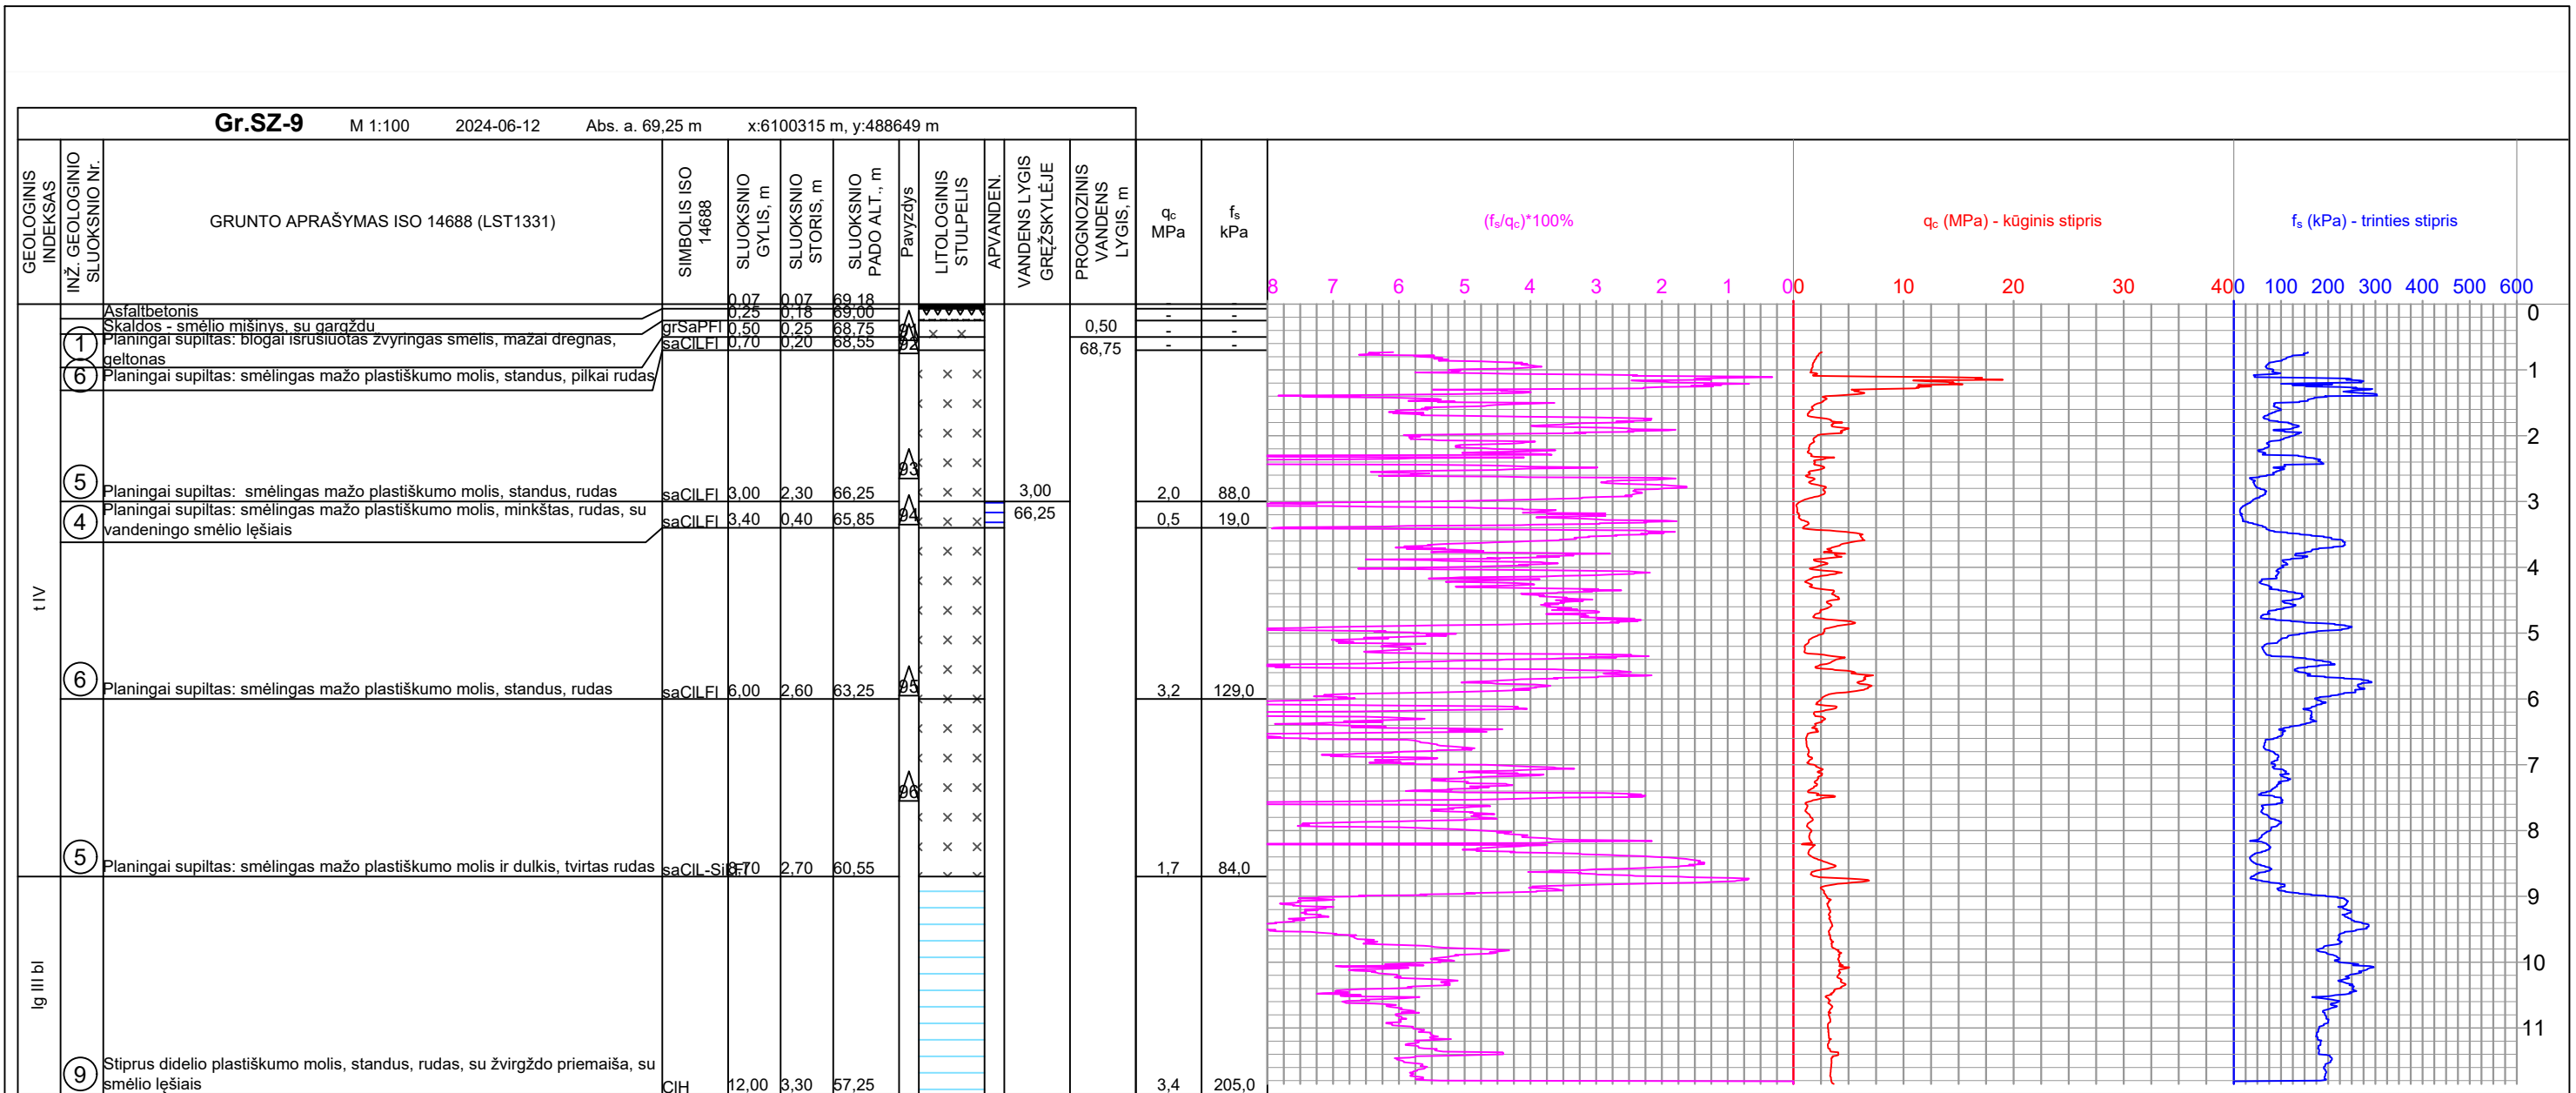 Gr.SZ-9 M 1:100 2024-06-12 Abs. a. 69,25 m x:6100315 m, y:488649 m
GEOLOGINIS
INDEKSAS
INŽ. GEOLOGINIO
SLUOKSNIO Nr.
GRUNTO APRAŠYMAS ISO 14688 (LST1331)
SIMBOLIS ISO
14688
SLUOKSNIO
GYLIS, m
SLUOKSNIO
STORIS, m
SLUOKSNIO
PADO ALT., m
Pavyzdys
LITOLOGINIS
STULPELIS
APVANDEN.
VANDENS LYGIS
GRĘŽSKYLĖJE
PROGNOZINIS
VANDENS
LYGIS, m
qc
MPa
fs
kPa
(fs/qc)*100%
qc (MPa) - kūginis stipris
fs (kPa) - trinties stipris
8 7 6 5 4 3 2 1 0
0 10 20 30 40
0 100 200 300 400 500 600
t IV
Asfaltbetonis 0,07 0,07 69,18 - -
Skaldos - smėlio mišinys, su gargždu 0,25 0,18 69,00 - -
1 Planingai supiltas: blogai išrūšiuotas žvyringas smėlis, mažai drėgnas,
geltonas grSaPFI 0,50 0,25 68,75 91 - -
0,50
68,75
6 Planingai supiltas: smėlingas mažo plastiškumo molis, standus, pilkai rudas saClLFI 0,70 0,20 68,55 92 - -
5 Planingai supiltas: smėlingas mažo plastiškumo molis, standus, rudas saClLFI 3,00 2,30 66,25 93 2,0 88,0
3,00
66,25
4 Planingai supiltas: smėlingas mažo plastiškumo molis, minkštas, rudas, su
vandeningo smėlio lęšiais saClLFI 3,40 0,40 65,85 94 0,5 19,0
6 Planingai supiltas: smėlingas mažo plastiškumo molis, standus, rudas saClLFI 6,00 2,60 63,25 95 3,2 129,0
96
5 Planingai supiltas: smėlingas mažo plastiškumo molis ir dulkis, tvirtas rudas 8,70 2,70 60,55 1,7 84,0
lg III bl
9 Stiprus didelio plastiškumo molis, standus, rudas, su žvirgždo priemaiša, su
smėlio lęšiais ClH 12,00 3,30 57,25 3,4 205,0
0
1
2
3
4
5
6
7
8
9
10
11